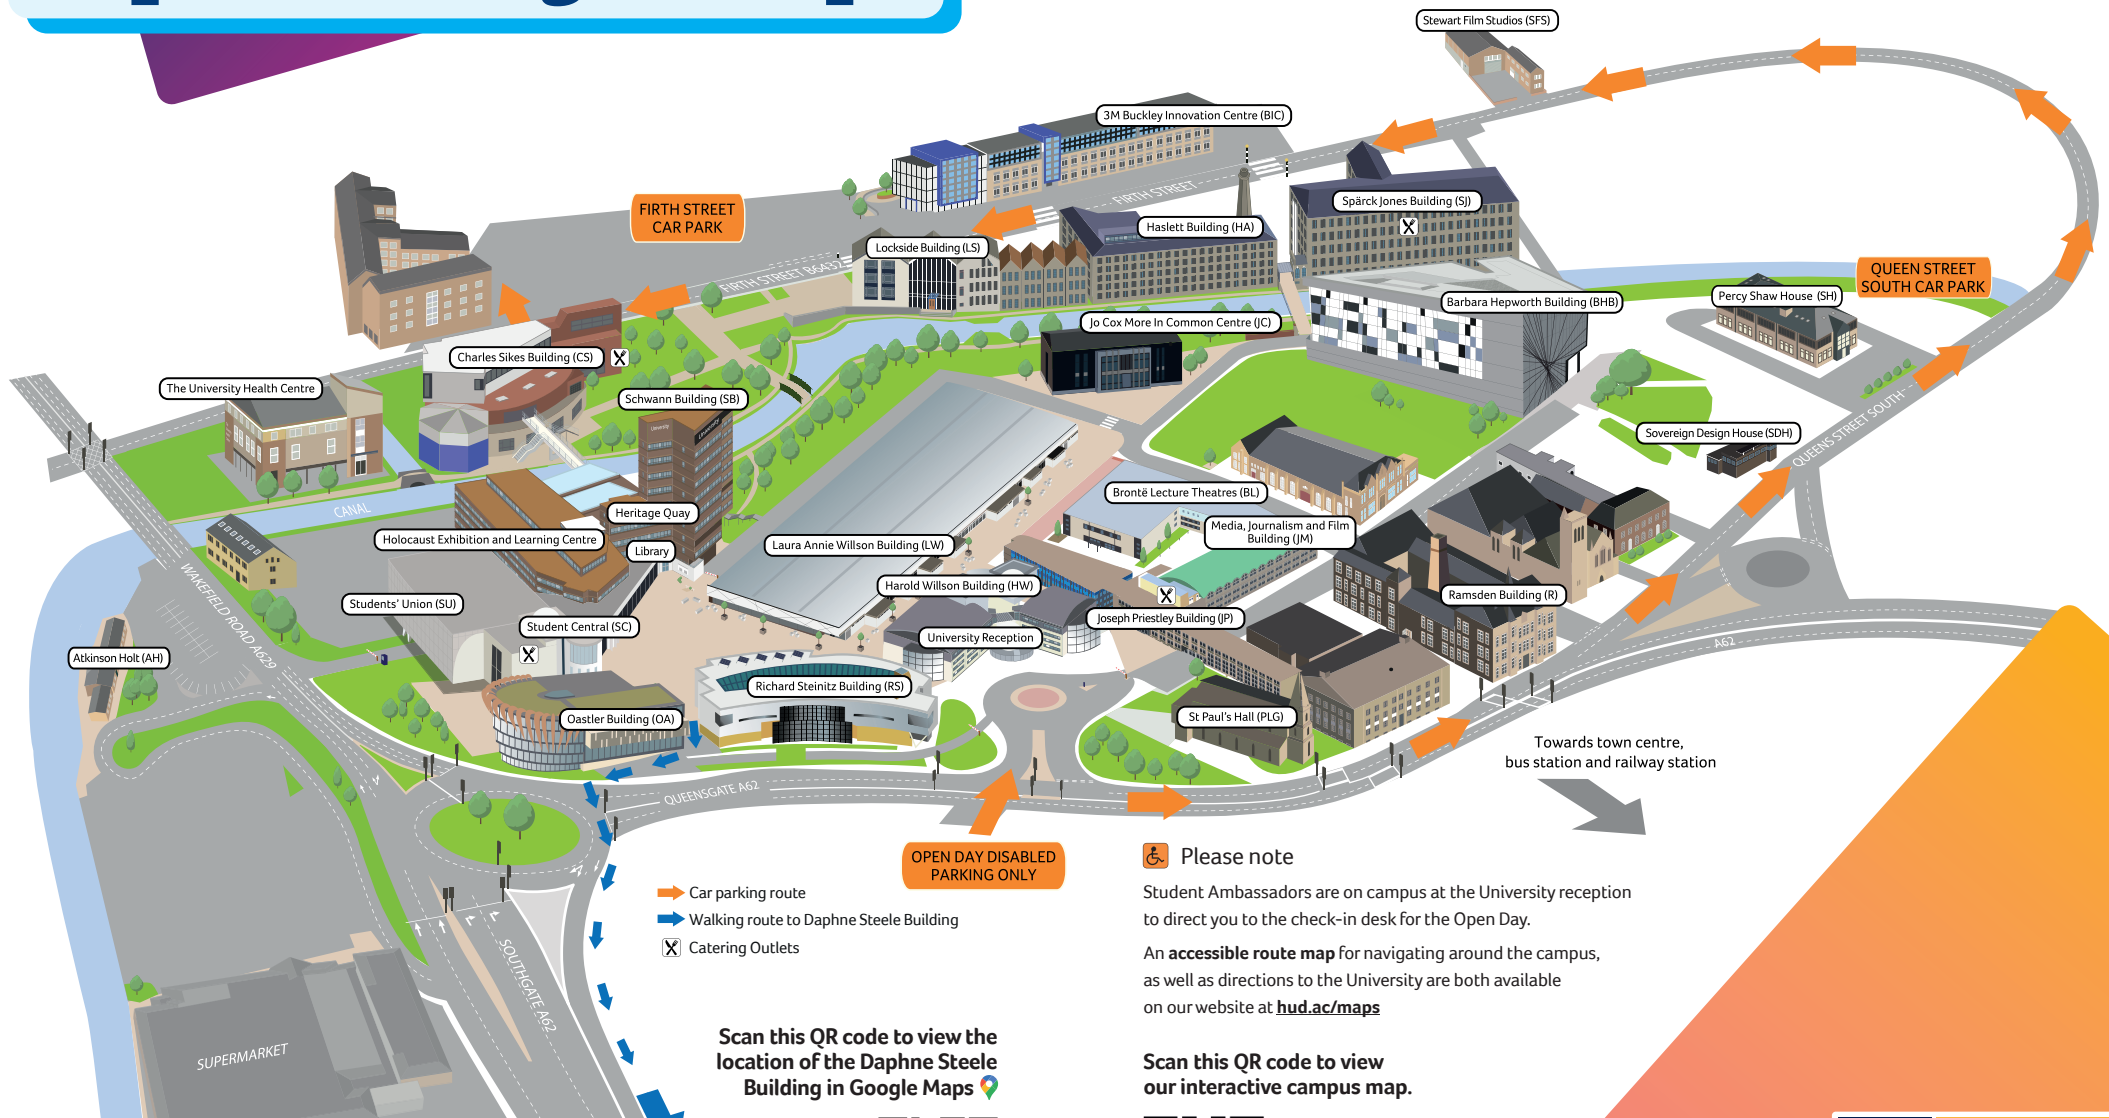 Stewart Film Studios (SFS)
3M Buckley Innovation Centre (BIC)
FIRTH STREET
FIRTH STREET
CAR PARK
Spärck Jones Building (SJ)
Haslett Building (HA)
Lockside Building (LS)
FIRTH STREET B6432
QUEEN STREET
SOUTH CAR PARK
Percy Shaw House (SH)
Barbara Hepworth Building (BHB)
Jo Cox More In Common Centre (JC)
Charles Sikes Building (CS)
The University Health Centre
Schwann Building (SB)
University
University
QUEENS STREET SOUTH
Sovereign Design House (SDH)
Brontë Lecture Theatres (BL)
CANAL
Heritage Quay
Media, Journalism and Film
Building (JM)
Holocaust Exhibition and Learning Centre
Library
Laura Annie Willson Building (LW)
Harold Willson Building (HW)
WAKEFIELD ROAD A629
Students' Union (SU)
Ramsden Building (R)
Student Central (SC)
Joseph Priestley Building (JP)
University Reception
A62
Atkinson Holt (AH)
Richard Steinitz Building (RS)
Oastler Building (OA)
St Paul's Hall (PLG)
Towards town centre,
bus station and railway station
QUEENSGATE A62
OPEN DAY DISABLED
PARKING ONLY
Car parking route
Walking route to Daphne Steele Building
Catering Outlets
Please note
Student Ambassadors are on campus at the University reception
to direct you to the check-in desk for the Open Day.
An accessible route map for navigating around the campus,
as well as directions to the University are both available
on our website at hud.ac/maps
SOUTHGATE A62
SUPERMARKET
Scan this QR code to view the
location of the Daphne Steele
Building in Google Maps
Scan this QR code to view
our interactive campus map.